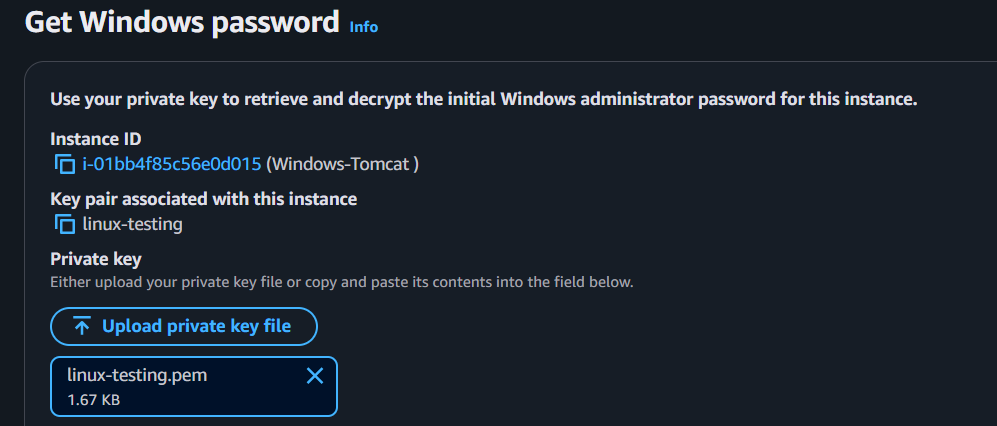 Get Windows password Info
Use your private key to retrieve and decrypt the initial Windows administrator password for this instance.
Instance ID
i-01bb4f85c56e0d015 (Windows-Tomcat )
Key pair associated with this instance
linux-testing
Private key
Either upload your private key file or copy and paste its contents into the field below.
Upload private key file
linux-testing.pem
1.67 KB